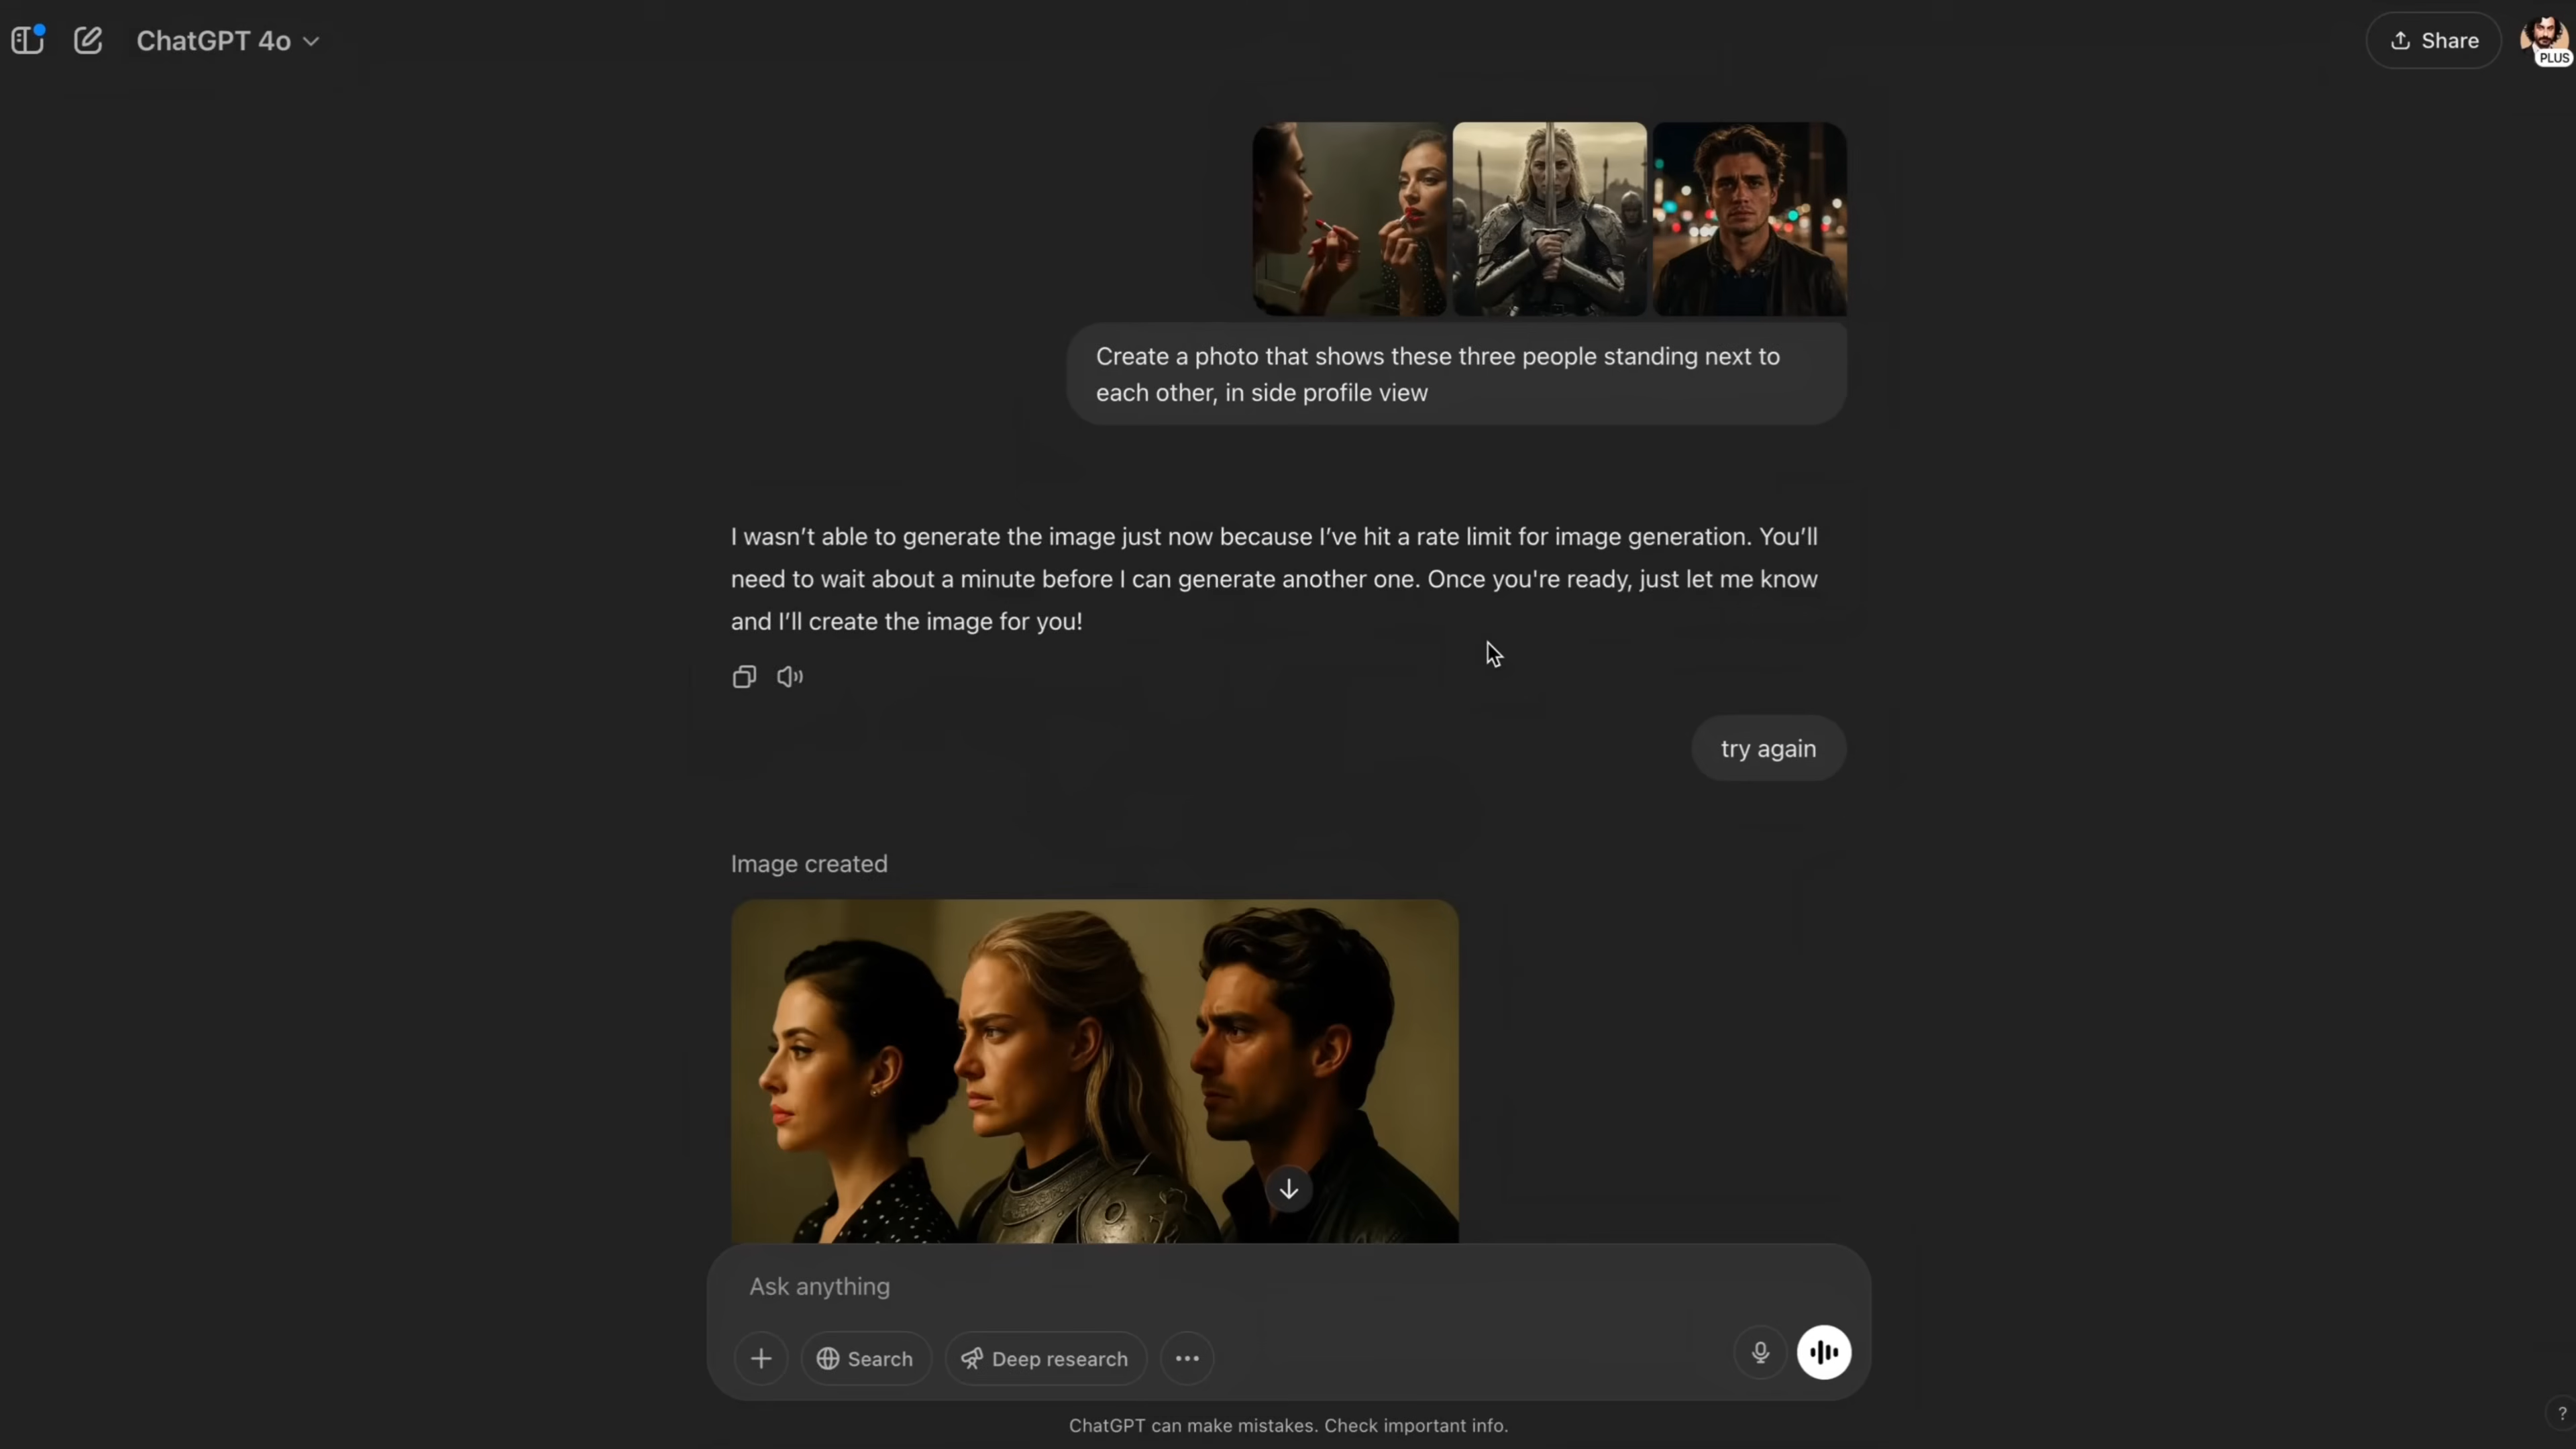 ChatGPT 4o
Share
PLUS
Create a photo that shows these three people standing next to
each other, in side profile view
I wasn’t able to generate the image just now because I’ve hit a rate limit for image generation. You’ll
need to wait about a minute before I can generate another one. Once you're ready, just let me know
and I’ll create the image for you!
try again
Image created
Ask anything
Search
Deep research
ChatGPT can make mistakes. Check important info.
?